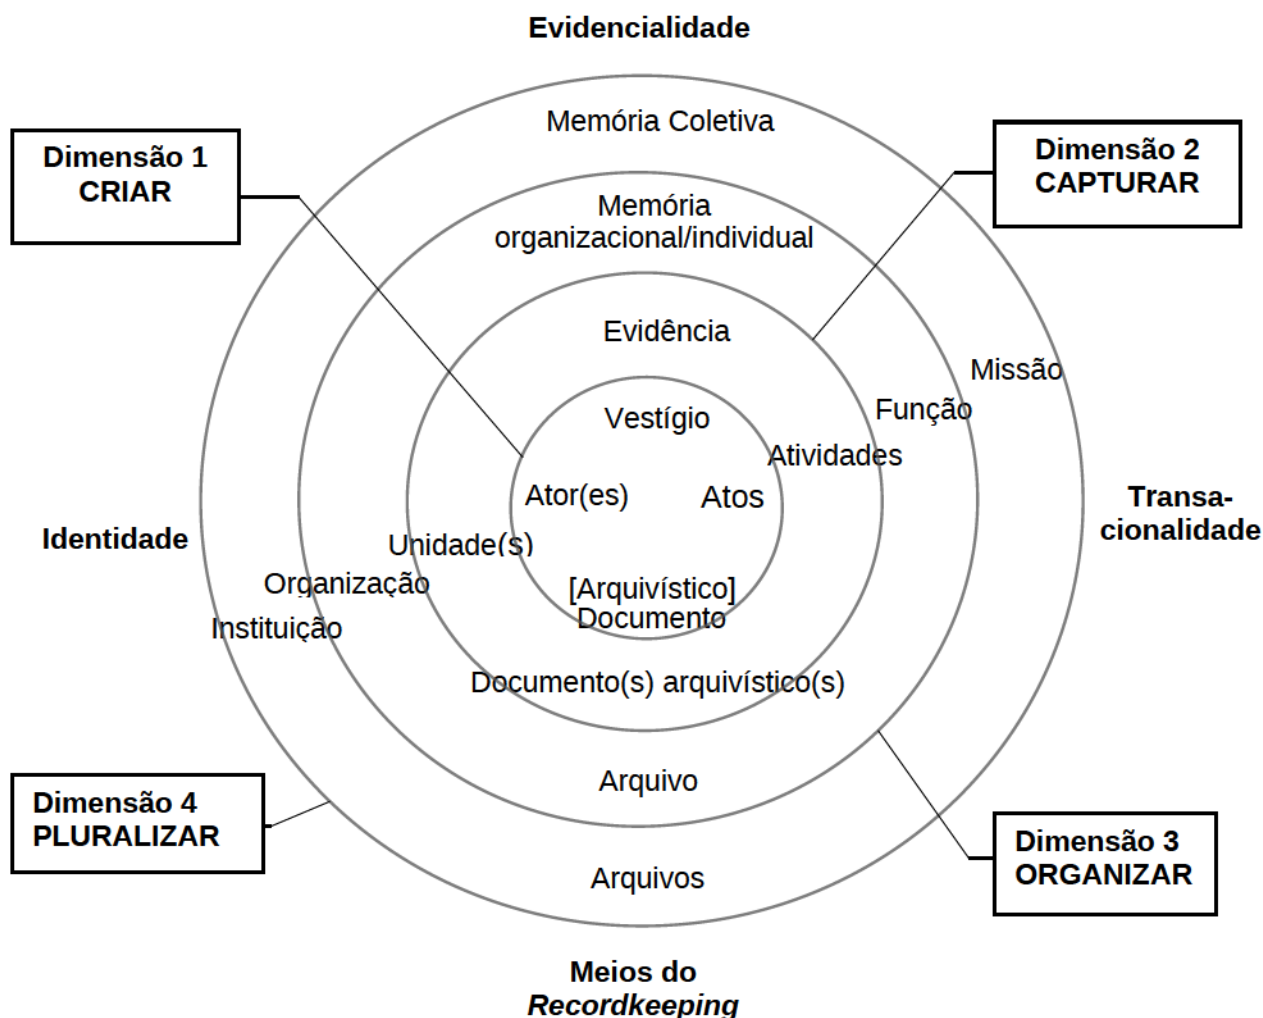 Evidencialidade
Memória Coletiva
Dimensão 1
CRIAR
Dimensão 2
CAPTURAR
Memória
organizacional/individual
Evidência
Missão
Função
Vestígio
Atividades
Ator(es)
Atos
Transa-
cionalidade
Identidade
Unidade(s)
Organização
[Arquivístico]
Documento
Instituição
Documento(s) arquivístico(s)
Arquivo
Dimensão 4
PLURALIZAR
Dimensão 3
ORGANIZAR
Arquivos
Meios do
Recordkeeping